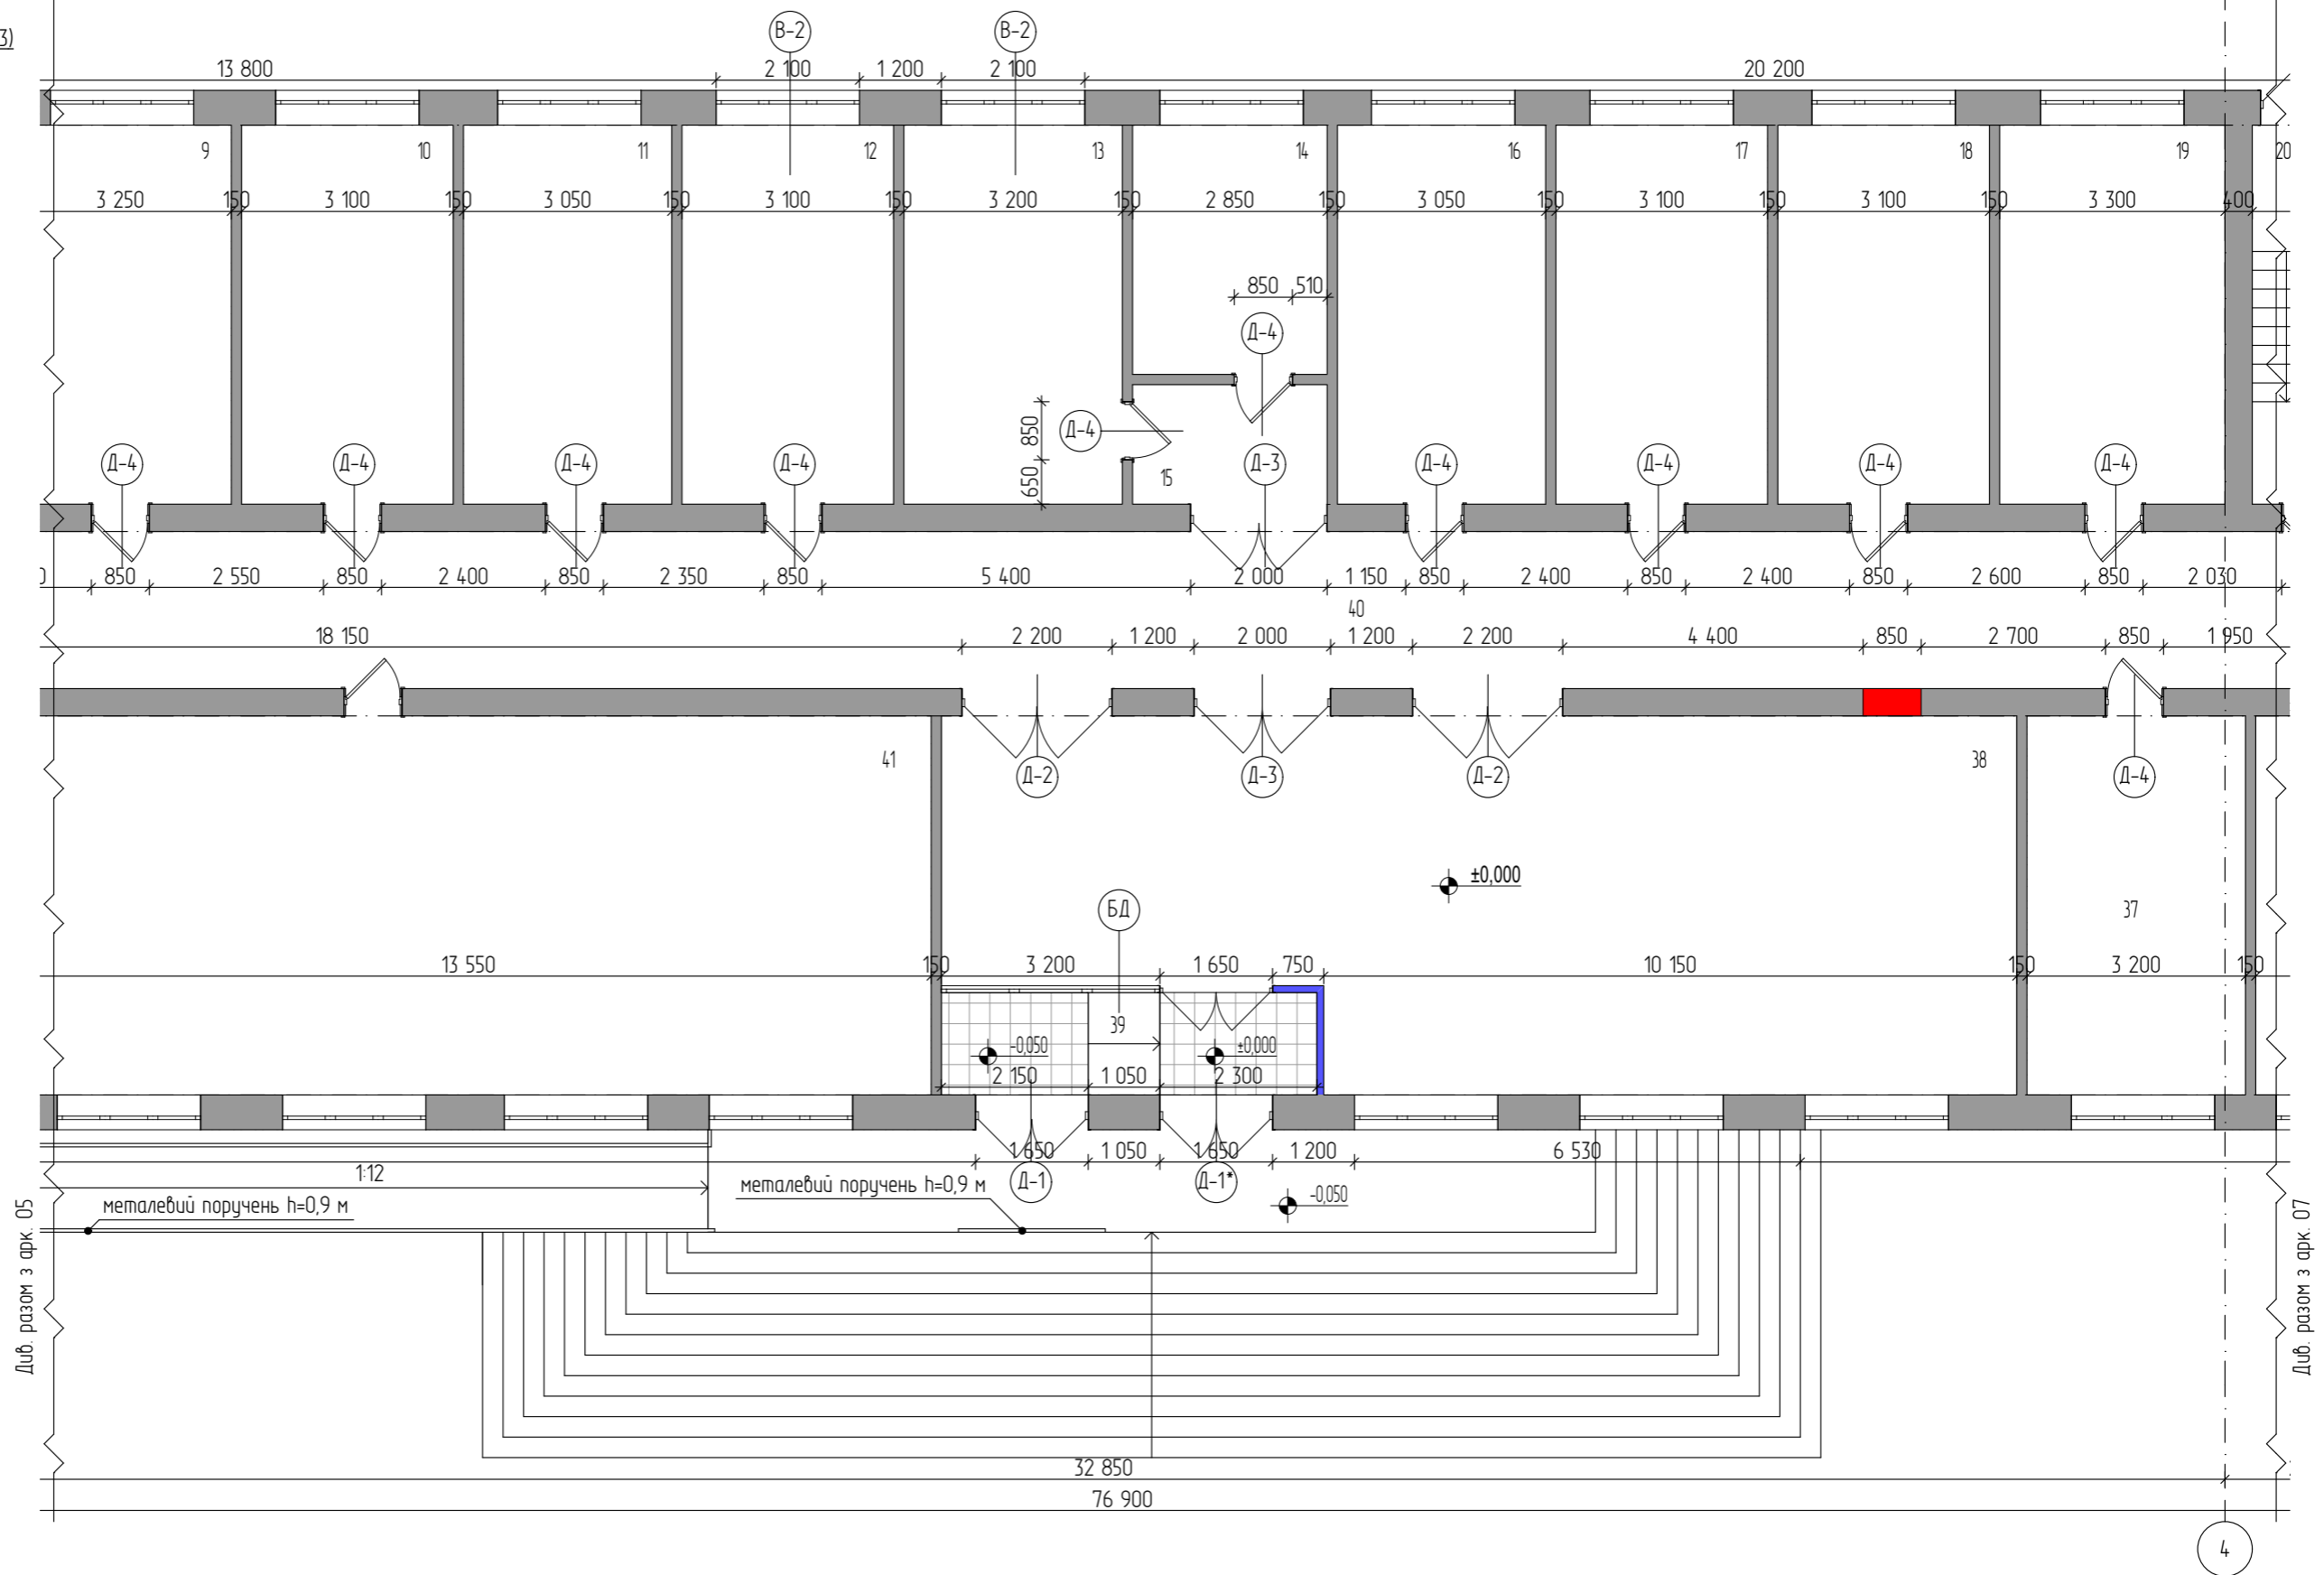 3)
В-2 В-2
13 800 2 100 1 200 2 100 20 200
9 10 11 12 13 14 16 17 18 19 20
3 250 150 3 100 150 3 050 150 3 100 150 3 200 150 2 850 150 3 050 150 3 100 150 3 100 150 3 300 400
850 510
Д-4
850
Д-4
650
15
Д-4 Д-4 Д-4 Д-4 Д-3 Д-4 Д-4 Д-4 Д-4
850 2 550 850 2 400 850 2 350 850 5 400 2 000 1 150 850 2 400 850 2 400 850 2 600 850 2 030
40
18 150 2 200 1 200 2 000 1 200 2 200 4 400 850 2 700 850 1 950
41 38
Д-2 Д-3 Д-2 Д-4
±0,000
БД
37
13 550 150 3 200 1 650 750 10 150 150 3 200 150
39
-0,050 ±0,000
2 150 1 050 2 300
1 650 1 050 1 650 1 200 6 530
1:12
Д-1 Д-1*
металевий поручень h=0,9 м
металевий поручень h=0,9 м
-0,050
Див. разом з арк. 05
Див. разом з арк. 07
32 850
76 900
4